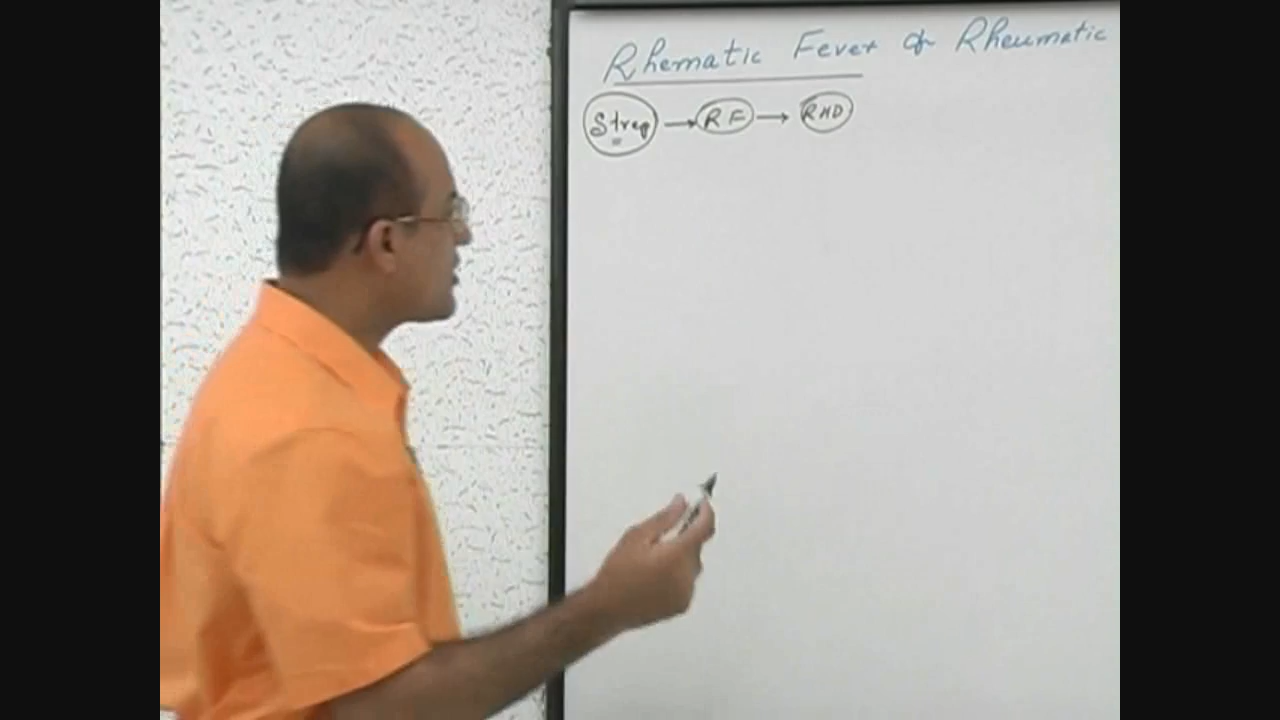 Rhematic Fever & Rheumatic
Strep → RF → RHD